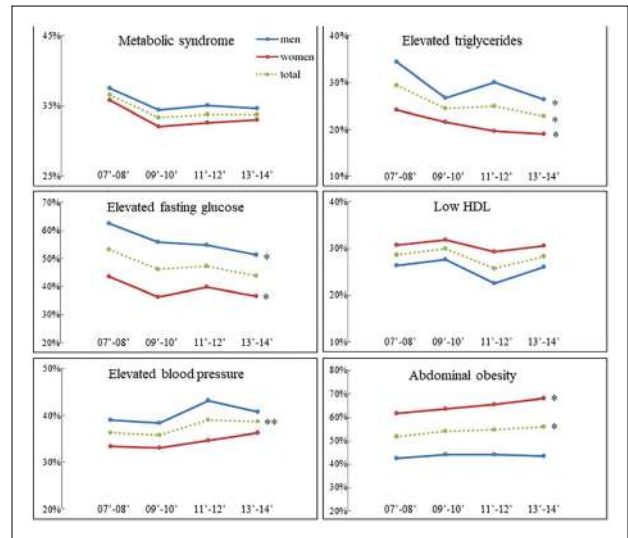 Metabolic syndrome
45%
35%
25%
men
women
total
07'-08' 09'-10' 11'-12' 13'-14'
Elevated triglycerides
40%
30%
20%
10%
*
*
*
07'-08' 09'-10' 11'-12' 13'-14'
Elevated fasting glucose
70%
60%
50%
40%
30%
20%
*
*
07'-08' 09'-10' 11'-12' 13'-14'
Low HDL
40%
30%
20%
10%
07'-08' 09'-10' 11'-12' 13'-14'
Elevated blood pressure
50%
40%
30%
20%
**
07'-08' 09'-10' 11'-12' 13'-14'
Abdominal obesity
80%
70%
60%
50%
40%
30%
20%
*
*
07'-08' 09'-10' 11'-12' 13'-14'